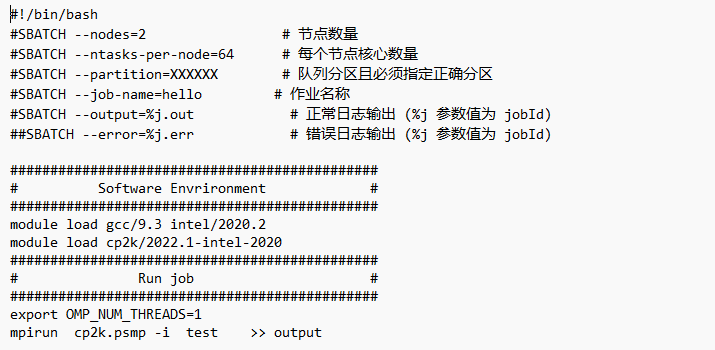 #!/bin/bash
#SBATCH --nodes=2                 # 节点数量
#SBATCH --ntasks-per-node=64      # 每个节点核心数量
#SBATCH --partition=XXXXXX        # 队列分区且必须指定正确分区
#SBATCH --job-name=hello         # 作业名称
#SBATCH --output=%j.out            # 正常日志输出 (%j 参数值为 jobId)
##SBATCH --error=%j.err            # 错误日志输出 (%j 参数值为 jobId)
##############################################
#          Software Envrironment             #
##############################################
module load gcc/9.3 intel/2020.2
module load cp2k/2022.1-intel-2020
##############################################
#               Run job                      #
##############################################
export OMP_NUM_THREADS=1
mpirun  cp2k.psmp -i  test    >> output